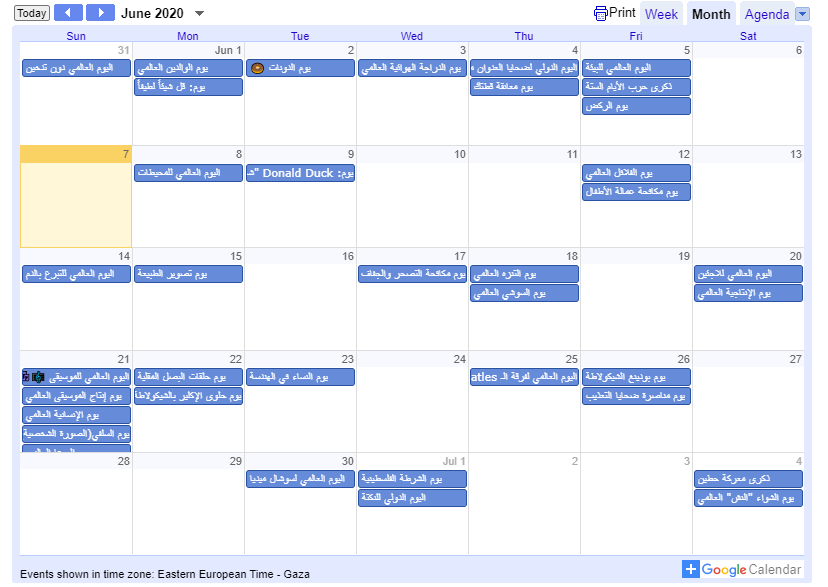 Today June 2020 Print Week Month Agenda
Sun Mon Tue Wed Thu Fri Sat
31 Jun 1 2 3 4 5 6
اليوم العالمي دون تدخين
يوم الوالدين العالمي
يوم: قل شيئاً لطيفاً
يوم الدونات
يوم الدراجة الهوائية العالمي
اليوم الدولي لضحايا العدوان
يوم معانقة قطتك
اليوم العالمي للبيئة
ذكرى حرب الأيام الستة
يوم الركض
7 8 9 10 11 12 13
اليوم العالمي للمحيطات
يوم: Donald Duck "شـ
يوم الفلافل العالمي
يوم مكافحة عمالة الأطفال
14 15 16 17 18 19 20
اليوم العالمي للتبرع بالدم
يوم تصوير الطبيعة
يوم مكافحة التصحر والجفاف
يوم التنزه العالمي
يوم السوشي العالمي
اليوم العالمي للاجئين
يوم الإنتاجية العالمي
21 22 23 24 25 26 27
اليوم العالمي للموسيقى
يوم إنتاج الموسيقى العالمي
يوم الإنسانية العالمي
يوم السلفي(الصورة الشخصية
يوم حلقات البصل المقلية
يوم حلوى الإكلير بالشيكولاطة
يوم النساء في الهندسة
اليوم العالمي لفرقة الـ atles
يوم بودينغ الشيكولاطة
يوم مناصرة ضحايا التعذيب
28 29 30 Jul 1 2 3 4
اليوم العالمي لسوشال ميديا
يوم الشرطة الفلسطينية
اليوم الدولي للنكتة
ذكرى معركة حطين
يوم الشواء "النش" العالمي
Events shown in time zone: Eastern European Time - Gaza
Google Calendar